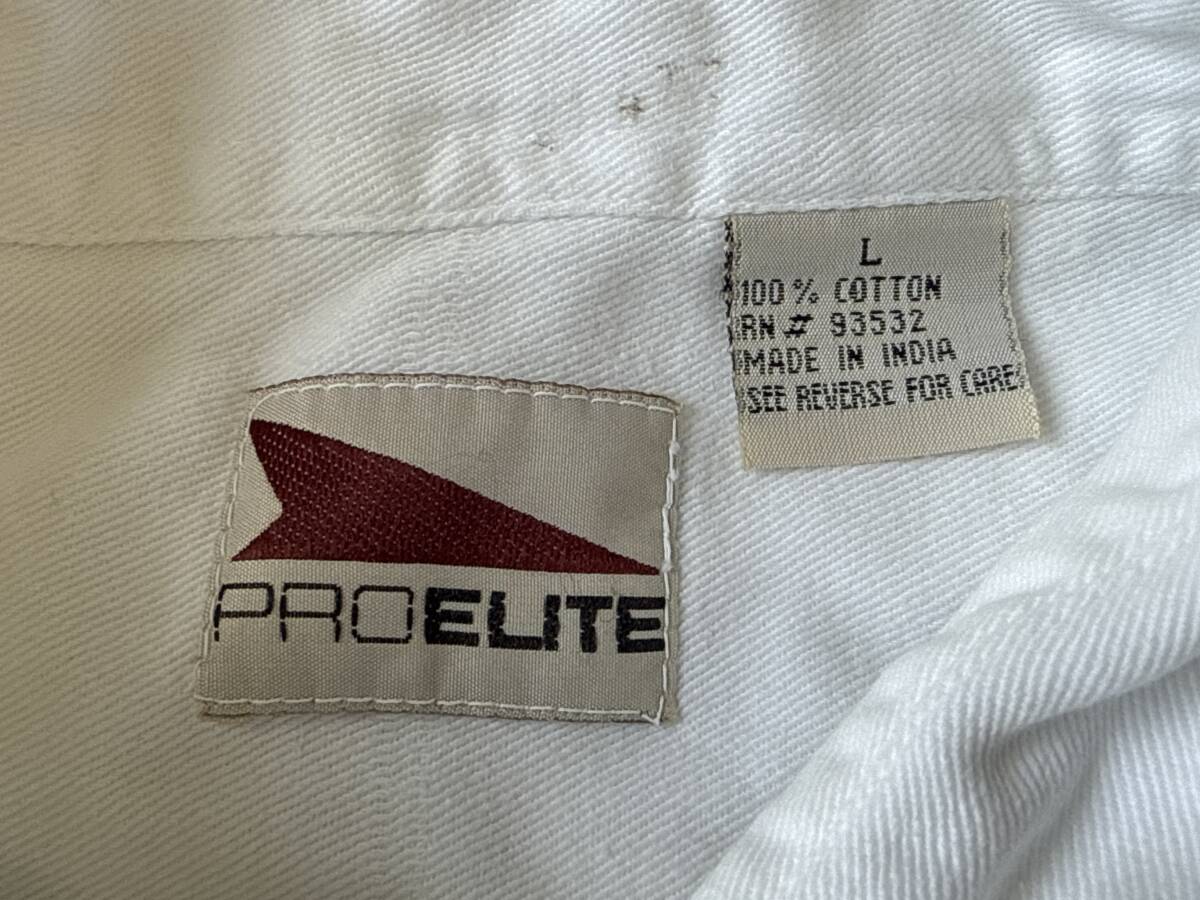 L
100 % COTTON
RN # 93532
MADE IN INDIA
SEE REVERSE FOR CARE
PROELITE